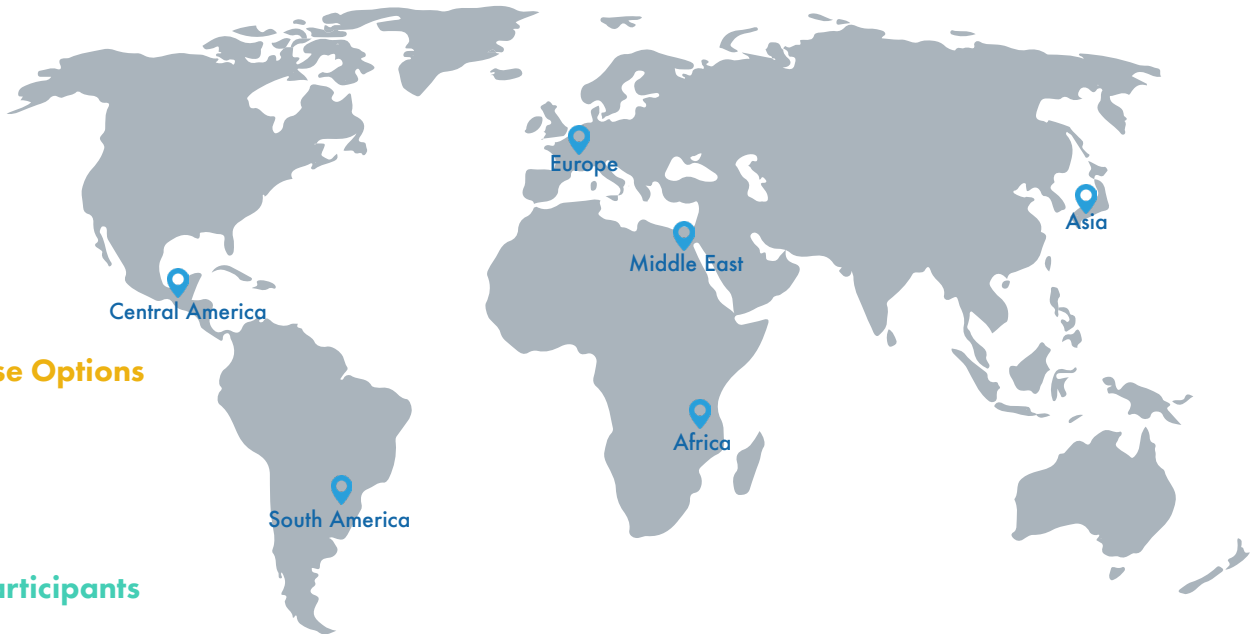 Europe
Asia
Middle East
Central America
se Options
Africa
South America
articipants